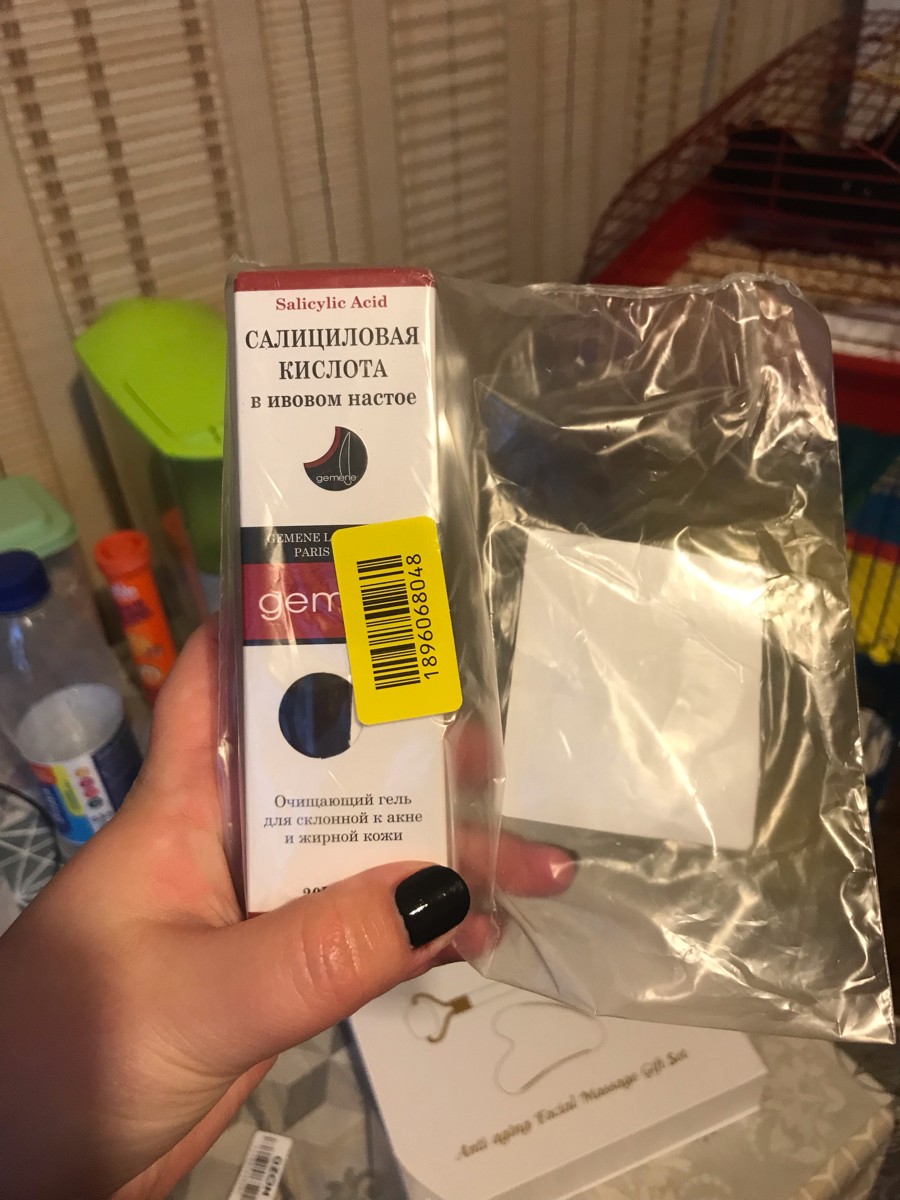 Salicylic Acid
САЛИЦИЛОВАЯ
КИСЛОТА
в ивовом настое
gemene
GEMENE
PARIS
1896068048
Очищающий гель
для склонной к акне
и жирной кожи
Anti aging Facial Massage Gift Set
OZON